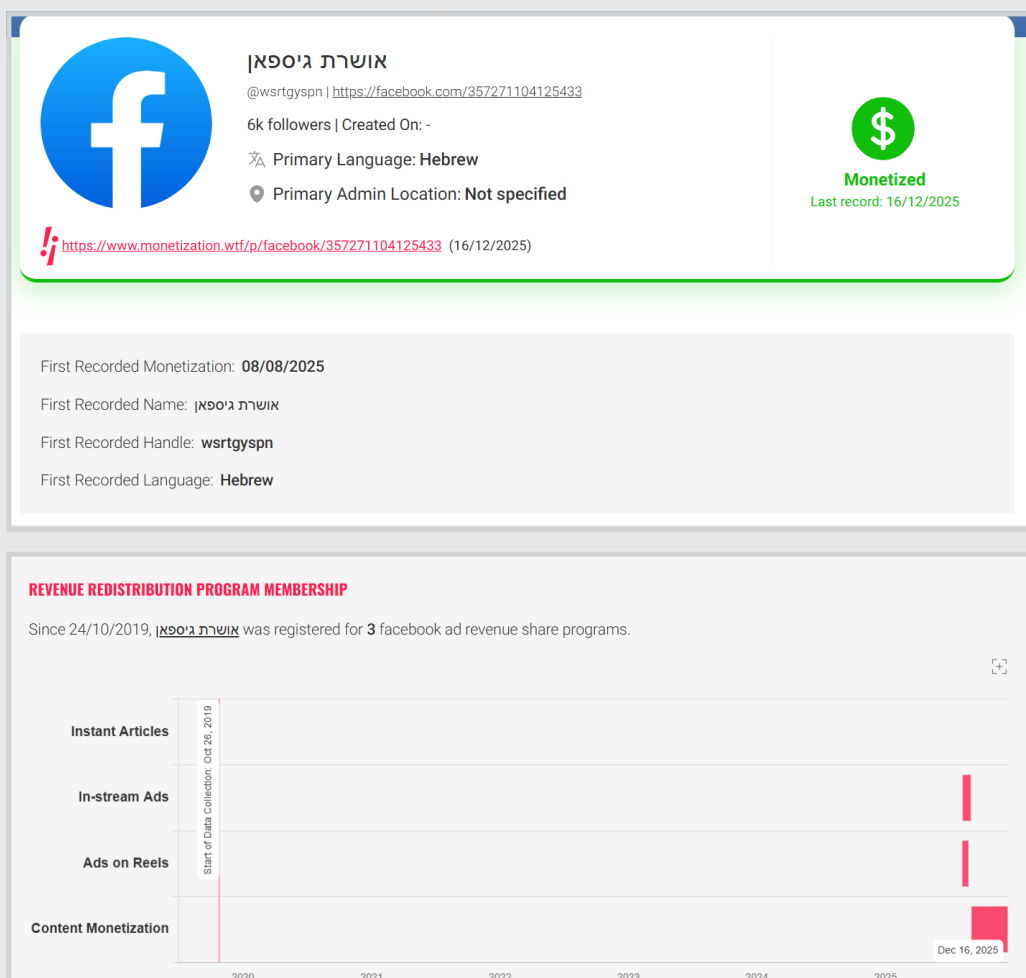 אושרת גיספאן
@wsrtgyspn | https://facebook.com/357271104125433
6k followers | Created On: -
Primary Language: Hebrew
Primary Admin Location: Not specified
https://www.monetization.wtf/p/facebook/357271104125433 (16/12/2025)
$
Monetized
Last record: 16/12/2025
First Recorded Monetization: 08/08/2025
First Recorded Name: אושרת גיספאן
First Recorded Handle: wsrtgyspn
First Recorded Language: Hebrew
REVENUE REDISTRIBUTION PROGRAM MEMBERSHIP
Since 24/10/2019, אושרת גיספאן was registered for 3 facebook ad revenue share programs.
Start of Data Collection: Oct 26, 2019
Instant Articles
In-stream Ads
Ads on Reels
Content Monetization
Dec 16, 2025
2020 2021 2022 2023 2024 2025